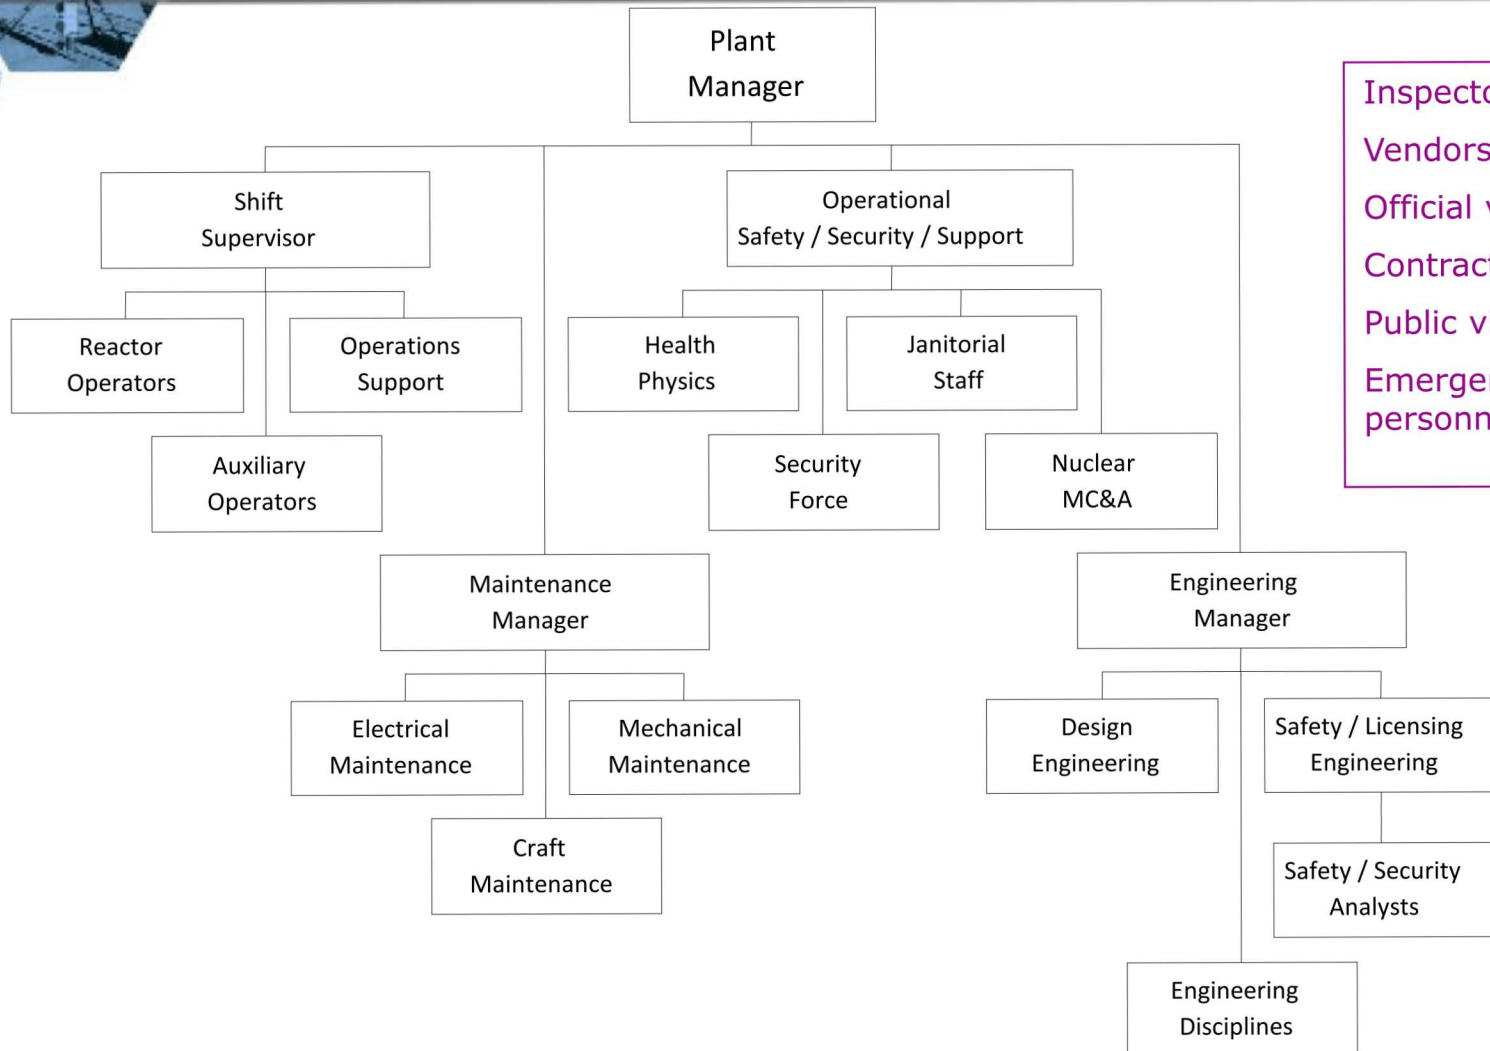 Plant
Manager
Shift
Supervisor
Operational
Safety / Security / Support
Reactor
Operators
Operations
Support
Auxiliary
Operators
Health
Physics
Janitorial
Staff
Security
Force
Nuclear
MC&A
Maintenance
Manager
Electrical
Maintenance
Mechanical
Maintenance
Craft
Maintenance
Engineering
Manager
Design
Engineering
Safety / Licensing
Engineering
Safety / Security
Analysts
Engineering
Disciplines
Vendors
Official
Public